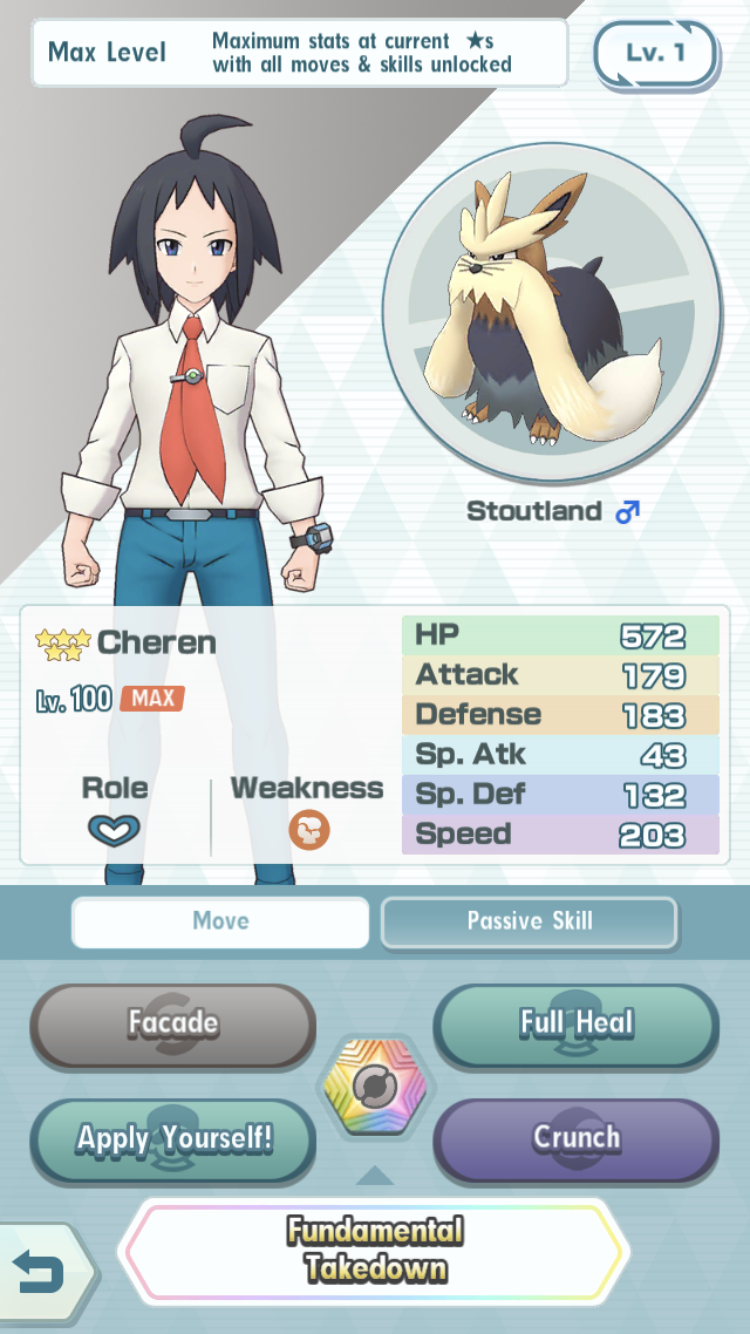 Max Level
Maximum stats at current ★s
with all moves & skills unlocked
Lv. 1
Stoutland ♂
Cheren
Lv. 100 MAX
Role
Weakness
HP 572
Attack 179
Defense 183
Sp. Atk 43
Sp. Def 132
Speed 203
Move
Passive Skill
Facade
Full Heal
Apply Yourself!
Crunch
Fundamental
Takedown